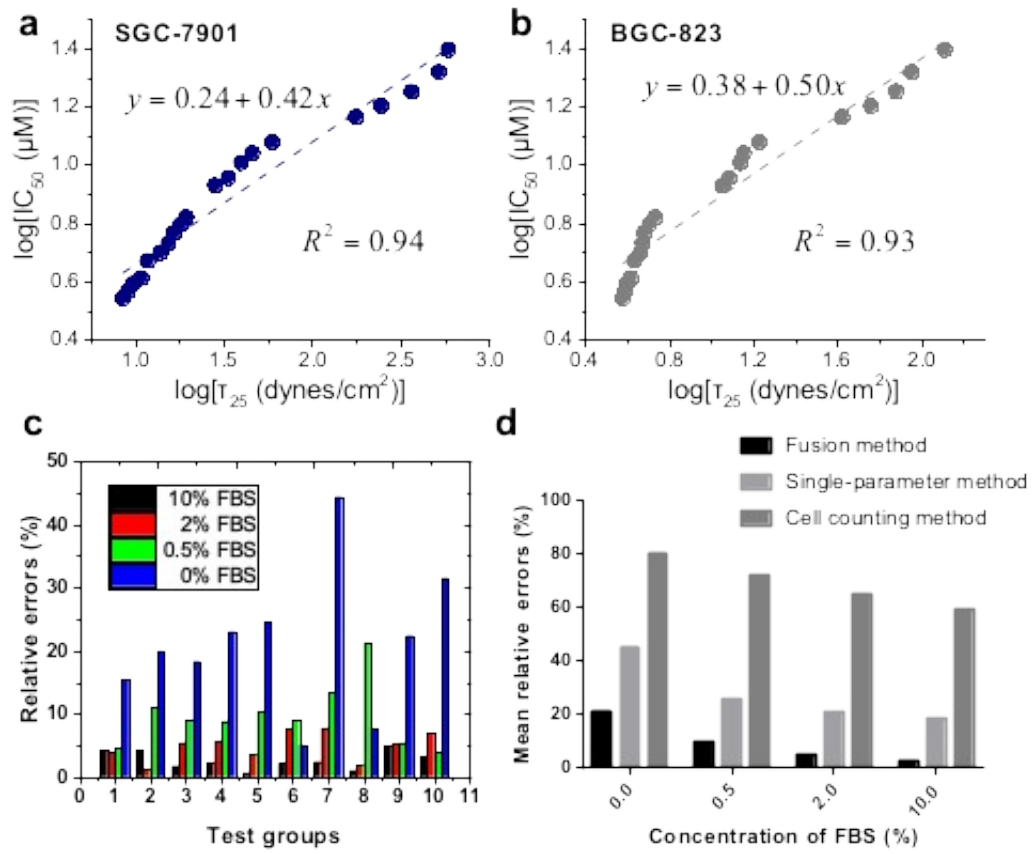 a SGC-7901
y = 0.24 + 0.42x
R² = 0.94
log[IC₅₀ (µM)]
1.4
1.2
1.0
0.8
0.6
0.4
1.0 1.5 2.0 2.5 3.0
log[τ₂₅ (dynes/cm²)]
b BGC-823
y = 0.38 + 0.50x
R² = 0.93
log[IC₅₀ (µM)]
1.4
1.2
1.0
0.8
0.6
0.4
0.4 0.8 1.2 1.6 2.0
log[τ₂₅ (dynes/cm²)]
c
10% FBS
2% FBS
0.5% FBS
0% FBS
Relative errors (%)
50
40
30
20
10
0
0 1 2 3 4 5 6 7 8 9 10 11
Test groups
d
Fusion method
Single-parameter method
Cell counting method
Mean relative errors (%)
100
80
60
40
20
0
0.0 0.5 2.0 10.0
Concentration of FBS (%)